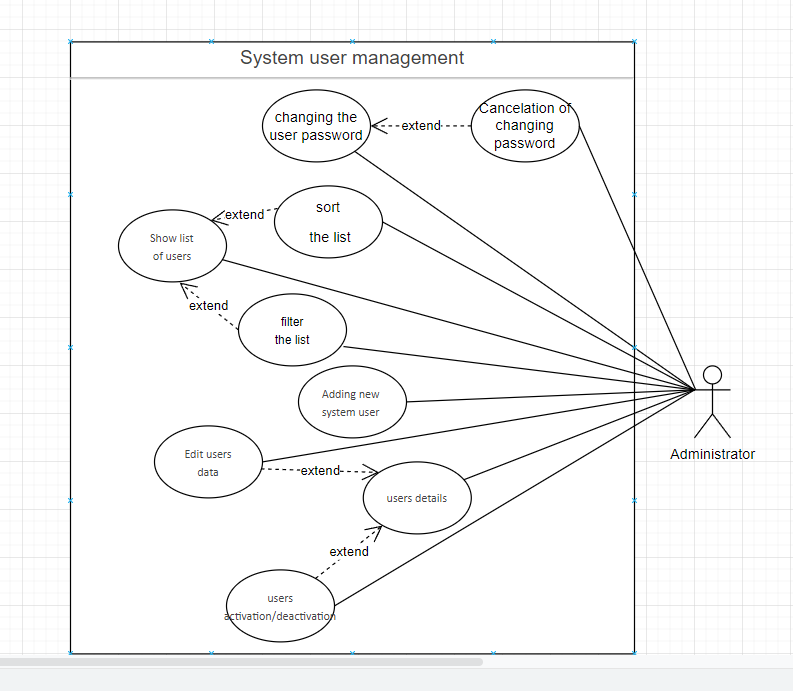 System user management
changing the
user password
extend
Cancelation of
changing
password
sort
the list
extend
Show list
of users
extend
filter
the list
Adding new
system user
Administrator
Edit users
data
extend
users details
extend
users
activation/deactivation